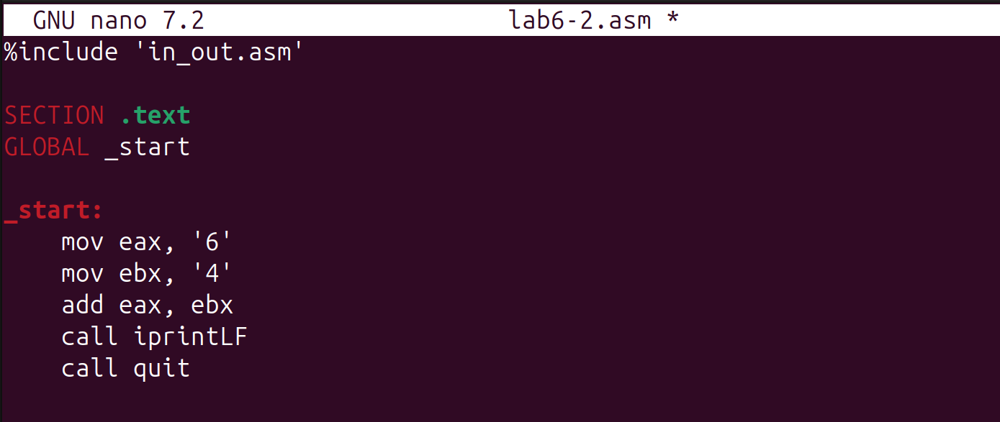 GNU nano 7.2 lab6-2.asm *
%include 'in_out.asm'
SECTION .text
GLOBAL _start
_start:
mov eax, '6'
mov ebx, '4'
add eax, ebx
call iprintLF
call quit